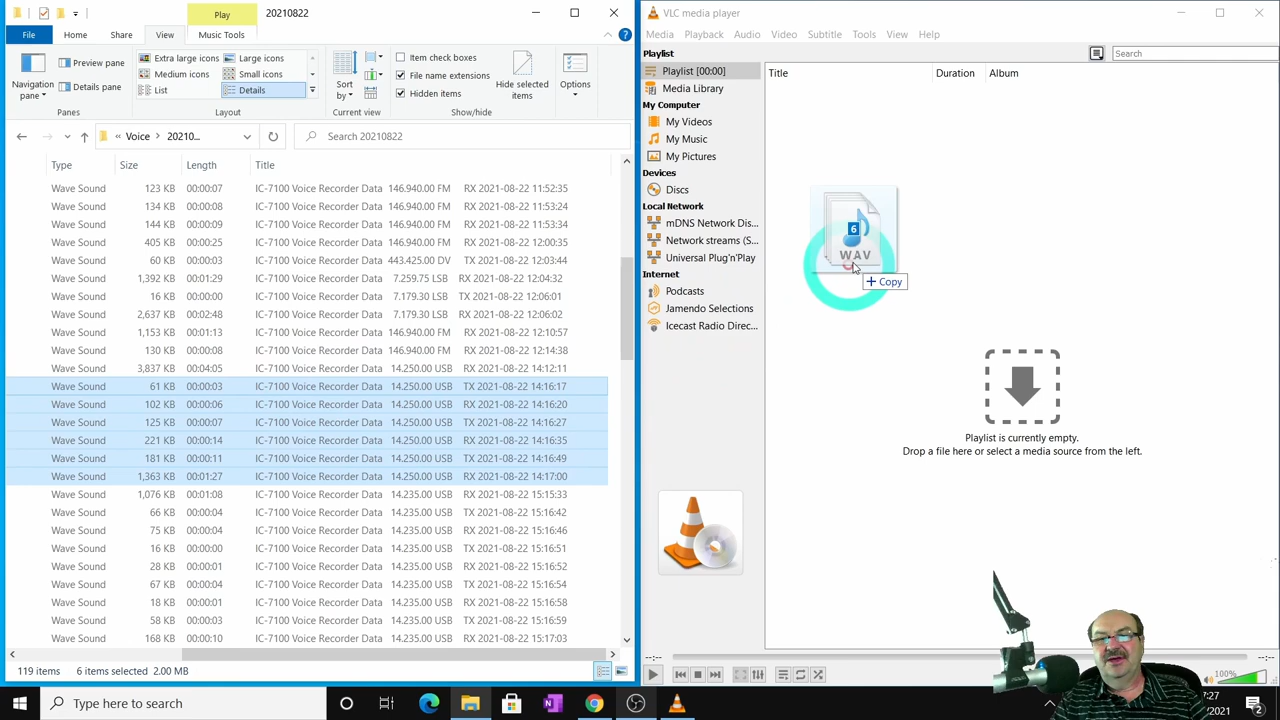 Play
20210822
File
Home
Share
View
Music Tools
Navigation pane
Preview pane
Details pane
Panes
Extra large icons
Large icons
Medium icons
Small icons
List
Details
Layout
Sort by
Current view
Item check boxes
File name extensions
Hidden items
Show/hide
Hide selected items
Options
« Voice > 20210...
Search 20210822
Type Size Length Title
Wave Sound 123 KB 00:00:07 IC-7100 Voice Recorder Data 146.940.00 FM RX 2021-08-22 11:52:35
Wave Sound 134 KB 00:00:08 IC-7100 Voice Recorder Data 146.940.00 FM RX 2021-08-22 11:53:24
Wave Sound 144 KB 00:00:09 IC-7100 Voice Recorder Data 146.940.00 FM RX 2021-08-22 11:53:34
Wave Sound 405 KB 00:00:25 IC-7100 Voice Recorder Data 146.940.00 FM RX 2021-08-22 12:00:35
Wave Sound 60 KB 00:00:03 IC-7100 Voice Recorder Data 443.425.00 DV RX 2021-08-22 12:03:44
Wave Sound 00:01:13 IC-7100 Voice Recorder Data 7.259.75 LSB RX 2021-08-22 12:04:32
Wave Sound 16 KB 00:00:00 IC-7100 Voice Recorder Data 7.179.30 LSB RX 2021-08-22 12:06:01
Wave Sound 2,637 KB 00:02:48 IC-7100 Voice Recorder Data 7.179.30 LSB RX 2021-08-22 12:06:02
Wave Sound 1,153 KB 00:01:13 IC-7100 Voice Recorder Data 146.940.00 FM RX 2021-08-22 12:10:57
Wave Sound 130 KB 00:00:08 IC-7100 Voice Recorder Data 146.940.00 FM RX 2021-08-22 12:14:38
Wave Sound 3,837 KB 00:04:05 IC-7100 Voice Recorder Data 14.250.00 USB RX 2021-08-22 14:12:11
Wave Sound 61 KB 00:00:03 IC-7100 Voice Recorder Data 14.250.00 USB TX 2021-08-22 14:16:17
Wave Sound 102 KB 00:00:06 IC-7100 Voice Recorder Data 14.250.00 USB RX 2021-08-22 14:16:20
Wave Sound 125 KB 00:00:07 IC-7100 Voice Recorder Data 14.250.00 USB TX 2021-08-22 14:16:27
Wave Sound 221 KB 00:00:14 IC-7100 Voice Recorder Data 14.250.00 USB RX 2021-08-22 14:16:35
Wave Sound 181 KB 00:00:11 IC-7100 Voice Recorder Data 14.250.00 USB TX 2021-08-22 14:16:49
Wave Sound 1,363 KB 00:01:27 IC-7100 Voice Recorder Data 14.250.00 USB RX 2021-08-22 14:17:00
Wave Sound 1,076 KB 00:01:08 IC-7100 Voice Recorder Data 14.235.00 USB RX 2021-08-22 15:15:33
Wave Sound 66 KB 00:00:04 IC-7100 Voice Recorder Data 14.235.00 USB TX 2021-08-22 15:16:42
Wave Sound 75 KB 00:00:04 IC-7100 Voice Recorder Data 14.235.00 USB RX 2021-08-22 15:16:46
Wave Sound 16 KB 00:00:00 IC-7100 Voice Recorder Data 14.235.00 USB TX 2021-08-22 15:16:51
Wave Sound 28 KB 00:00:01 IC-7100 Voice Recorder Data 14.235.00 USB RX 2021-08-22 15:16:52
Wave Sound 67 KB 00:00:04 IC-7100 Voice Recorder Data 14.235.00 USB TX 2021-08-22 15:16:54
Wave Sound 18 KB 00:00:01 IC-7100 Voice Recorder Data 14.235.00 USB RX 2021-08-22 15:16:58
Wave Sound 58 KB 00:00:03 IC-7100 Voice Recorder Data 14.235.00 USB TX 2021-08-22 15:16:59
Wave Sound 168 KB 00:00:10 IC-7100 Voice Recorder Data 14.235.00 USB RX 2021-08-22 15:17:03
119 items 6 items selected 2.00 MB
VLC media player
Media Playback Audio Video Subtitle Tools View Help
Playlist
Playlist [00:00]
Media Library
My Computer
My Videos
My Music
My Pictures
Devices
Discs
Local Network
mDNS Network Dis...
Network streams (S...
Universal Plug'n'Play
Internet
Podcasts
Jamendo Selections
Icecast Radio Direc...
Search
Title Duration Album
6
WAV
+ Copy
Playlist is currently empty.
Drop a file here or select a media source from the left.
--:--
--:--
100%
Type here to search
7:27
/2021
2